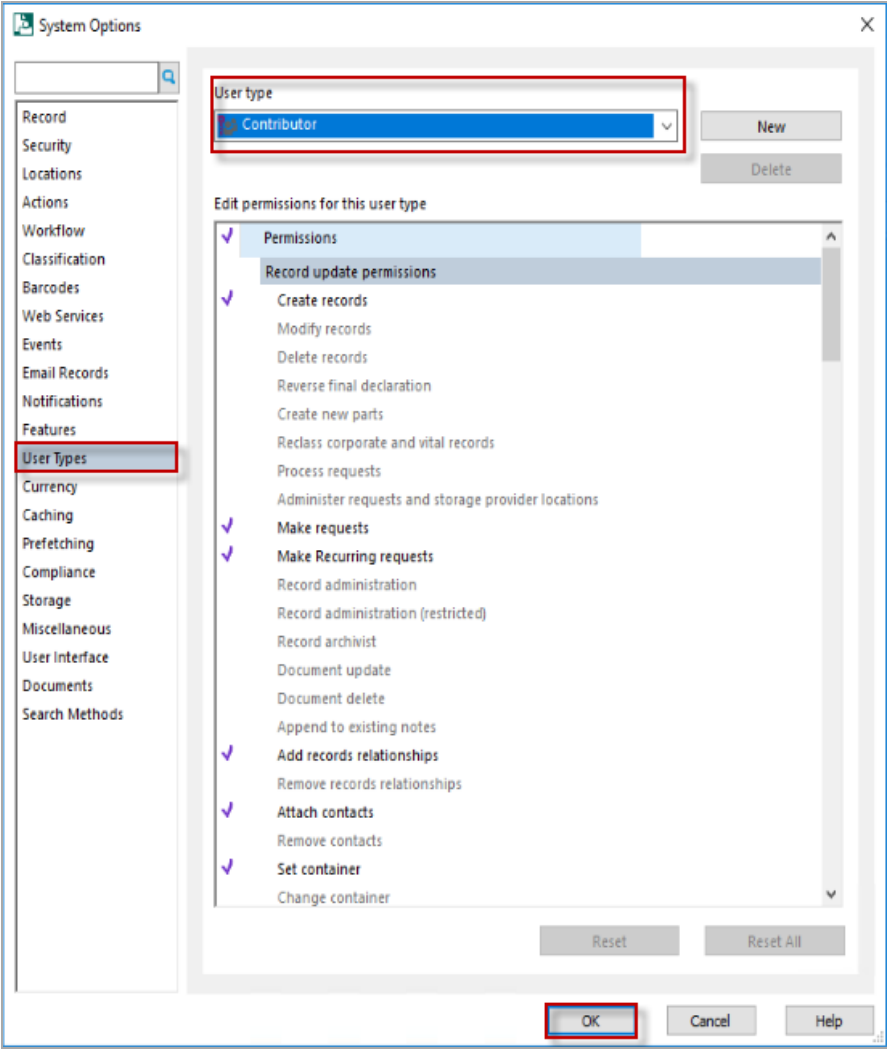 System Options
Record
Security
Locations
Actions
Workflow
Classification
Barcodes
Web Services
Events
Email Records
Notifications
Features
User Types
Currency
Caching
Prefetching
Compliance
Storage
Miscellaneous
User Interface
Documents
Search Methods
User type
Contributor
New
Delete
Edit permissions for this user type
Permissions
Record update permissions
Create records
Modify records
Delete records
Reverse final declaration
Create new parts
Reclass corporate and vital records
Process requests
Administer requests and storage provider locations
Make requests
Make Recurring requests
Record administration
Record administration (restricted)
Record archivist
Document update
Document delete
Append to existing notes
Add records relationships
Remove records relationships
Attach contacts
Remove contacts
Set container
Change container
Reset
Reset All
OK
Cancel
Help